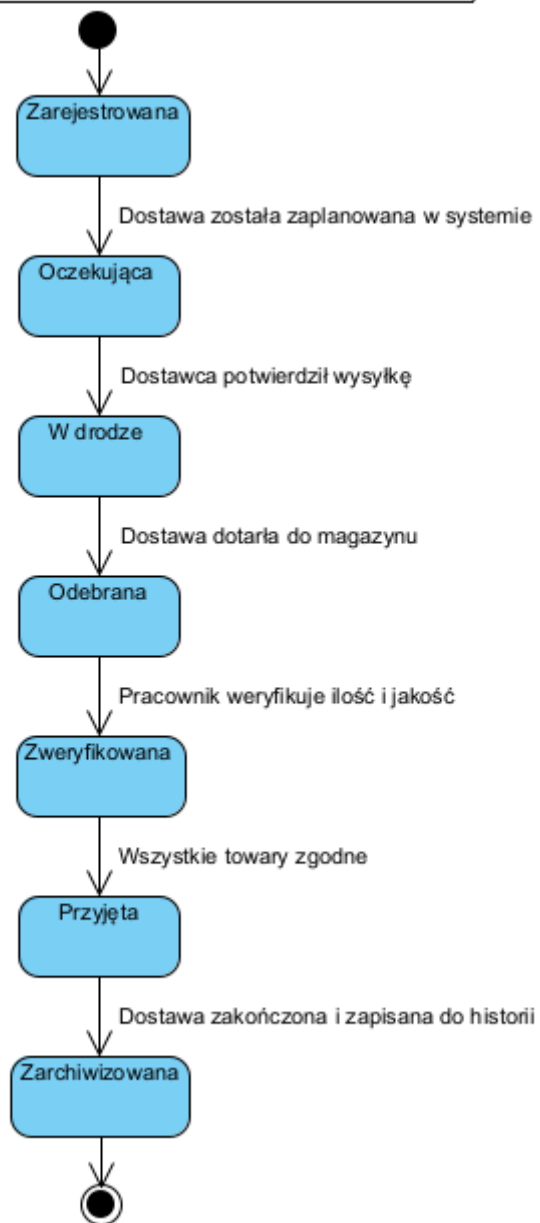 Zarejestrowana
Dostawa została zaplanowana w systemie
Oczekująca
Dostawca potwierdził wysyłkę
W drodze
Dostawa dotarła do magazynu
Odebrana
Pracownik weryfikuje ilość i jakość
Zweryfikowana
Wszystkie towary zgodne
Przyjęta
Dostawa zakończona i zapisana do historii
Zarchiwizowana